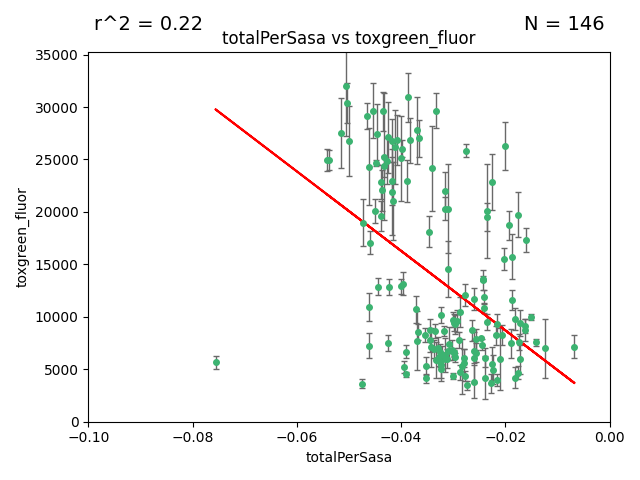 r^2 = 0.22
N = 146
totalPerSasa vs toxgreen_fluor
35000
30000
25000
20000
15000
10000
5000
0
toxgreen_fluor
−0.10
−0.08
−0.06
−0.04
−0.02
0.00
totalPerSasa